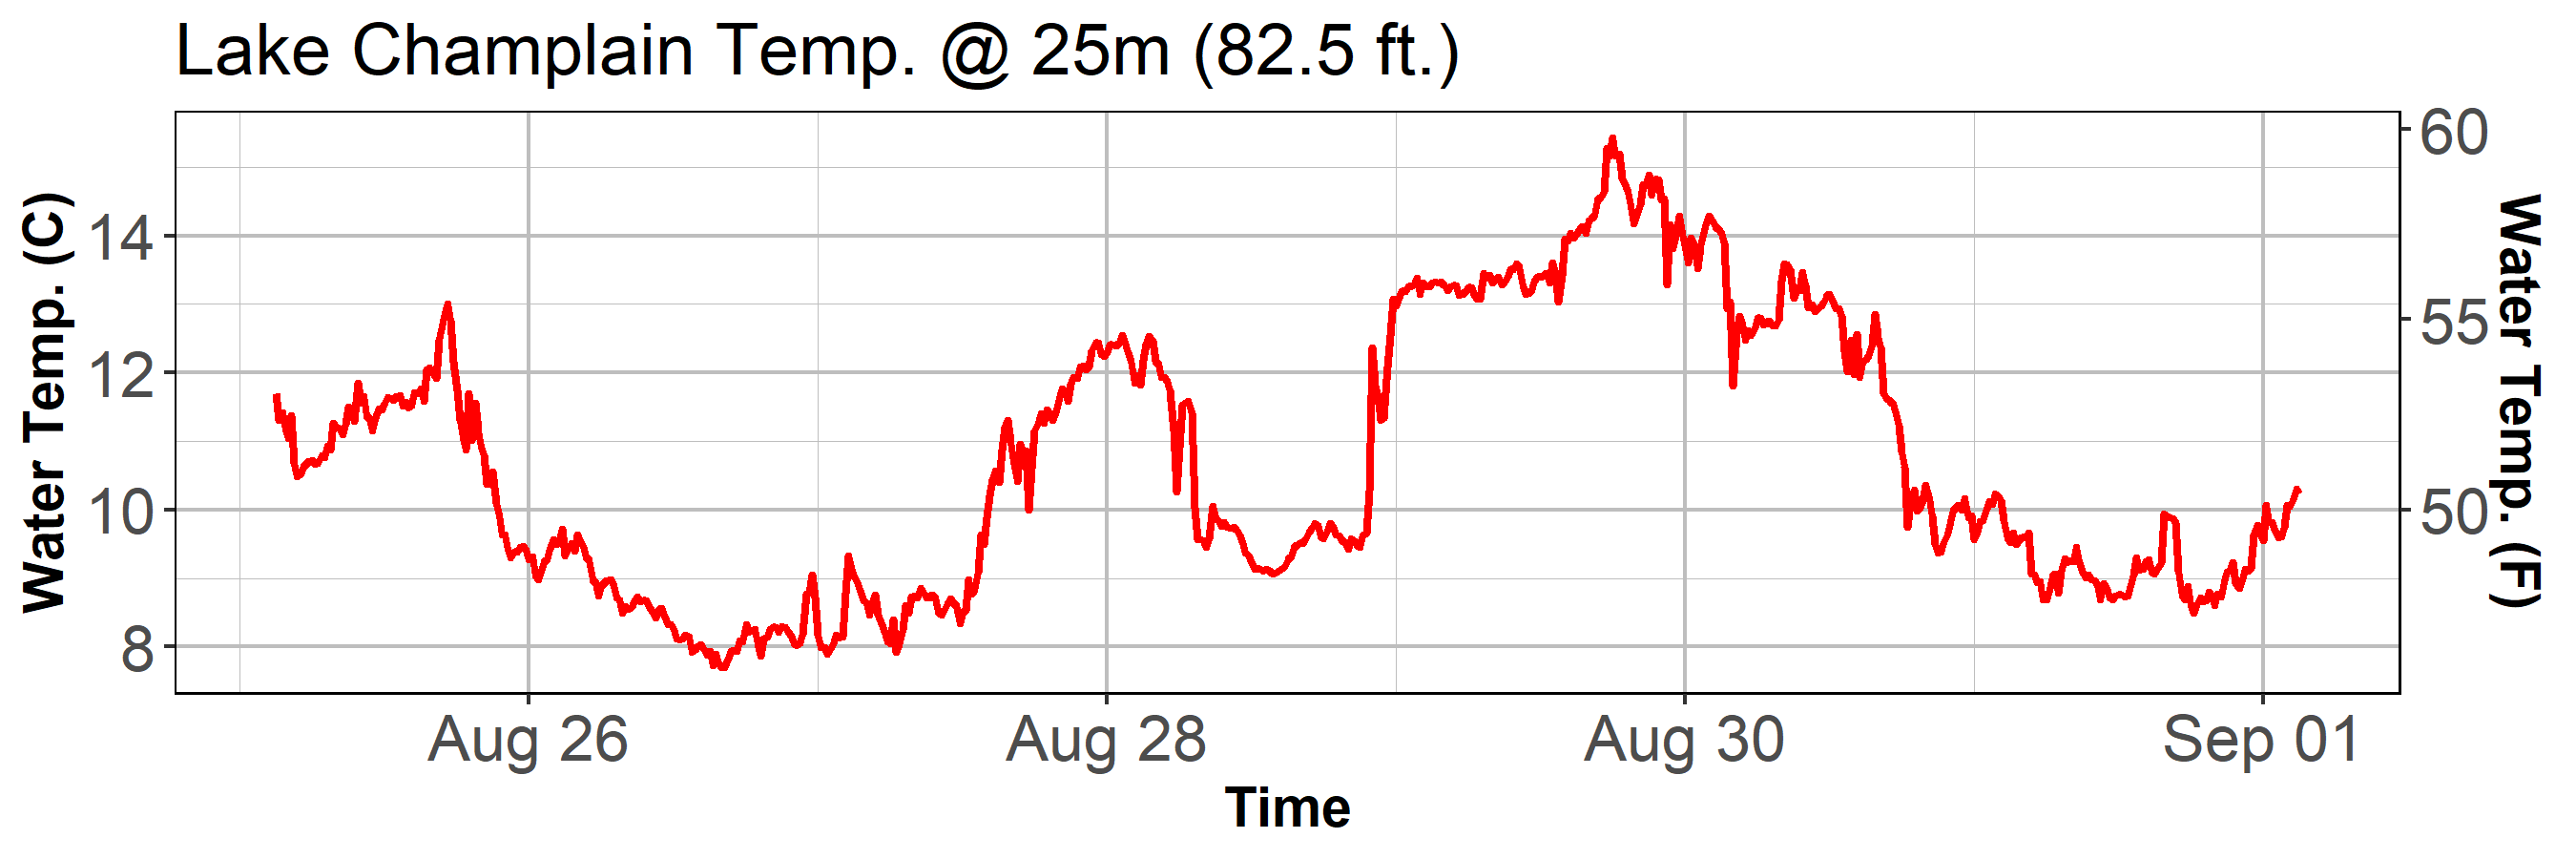 Lake Champlain Temp. @ 25m (82.5 ft.)
Water Temp. (C)
14
12
10
8
60
55
50
Water Temp. (F)
Aug 26
Aug 28
Aug 30
Sep 01
Time